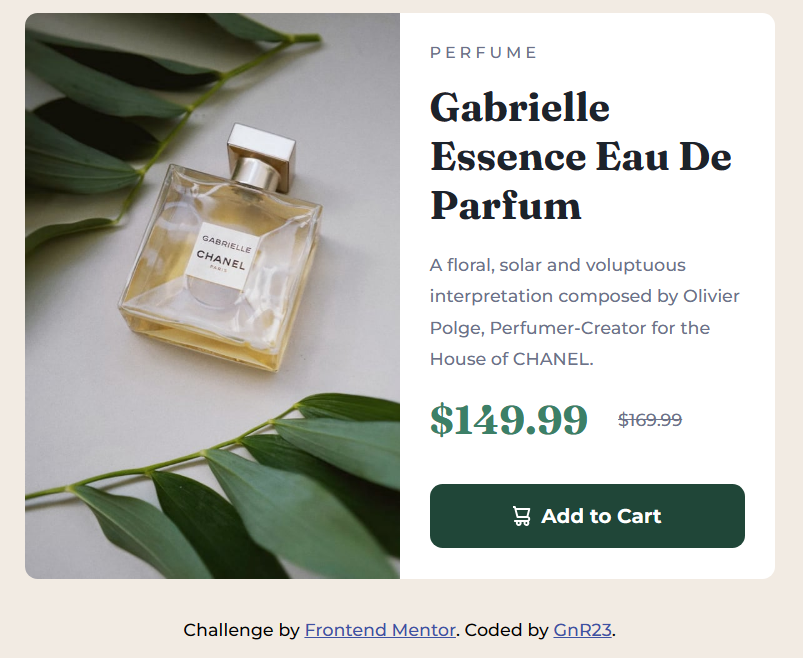 GABRIELLE
CHANEL
PARIS
PERFUME
Gabrielle
Essence Eau De
Parfum
A floral, solar and voluptuous
interpretation composed by Olivier
Polge, Perfumer-Creator for the
House of CHANEL.
$149.99 $169.99
Add to Cart
Challenge by Frontend Mentor. Coded by GnR23.